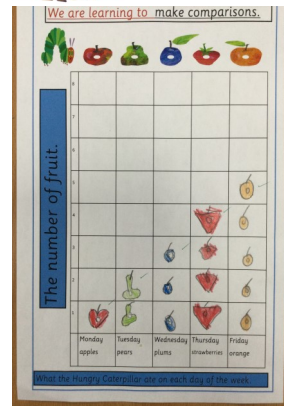 We are learning to make comparisons.
The number of fruit.
8
7
6
5
4
3
2
1
Monday Tuesday Wednesday Thursday Friday
apples pears plums strawberries orange
What the Hungry Caterpillar ate on each day of the week.